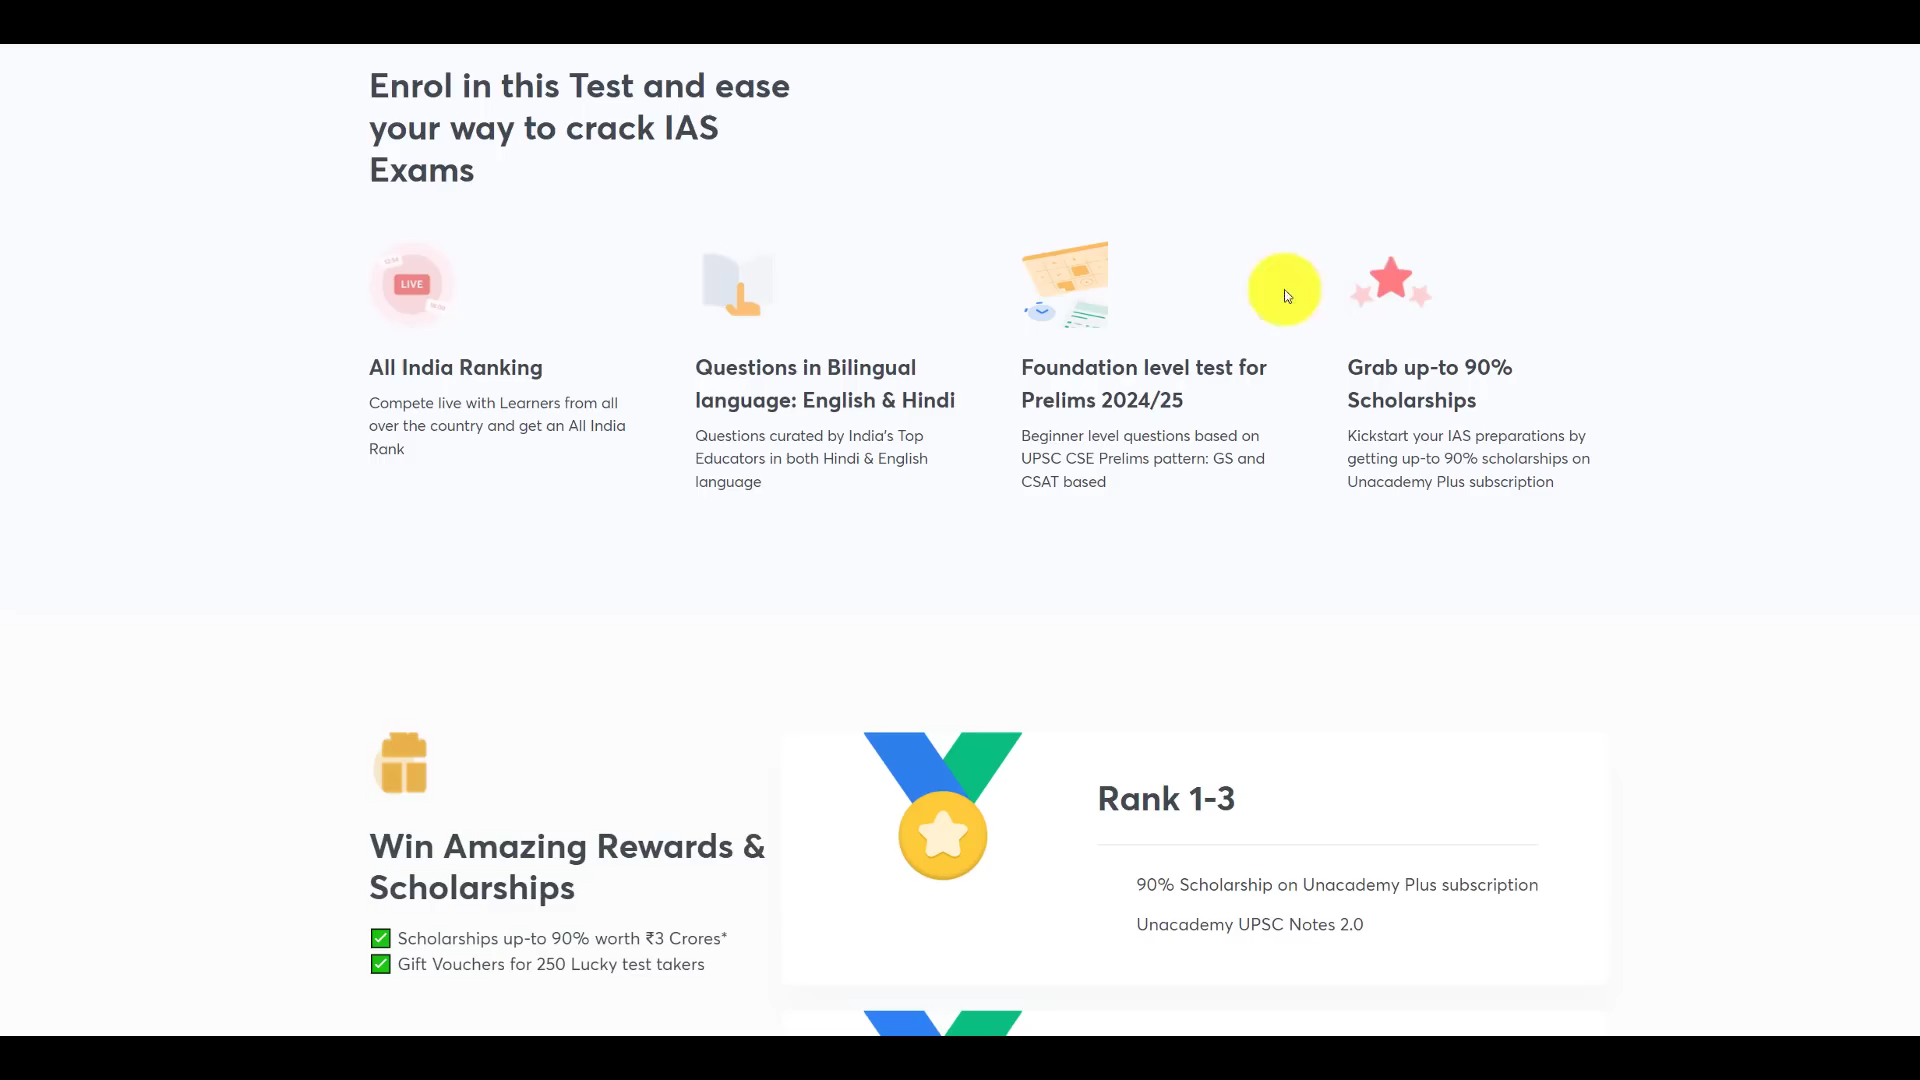 Enrol in this Test and ease
your way to crack IAS
Exams
LIVE
All India Ranking
Compete live with Learners from all
over the country and get an All India
Rank
Questions in Bilingual
language: English & Hindi
Questions curated by India's Top
Educators in both Hindi & English
language
Foundation level test for
Prelims 2024/25
Beginner level questions based on
UPSC CSE Prelims pattern: GS and
CSAT based
Grab up-to 90%
Scholarships
Kickstart your IAS preparations by
getting up-to 90% scholarships on
Unacademy Plus subscription
Win Amazing Rewards &
Scholarships
✅ Scholarships up-to 90% worth ₹3 Crores*
✅ Gift Vouchers for 250 Lucky test takers
Rank 1-3
90% Scholarship on Unacademy Plus subscription
Unacademy UPSC Notes 2.0